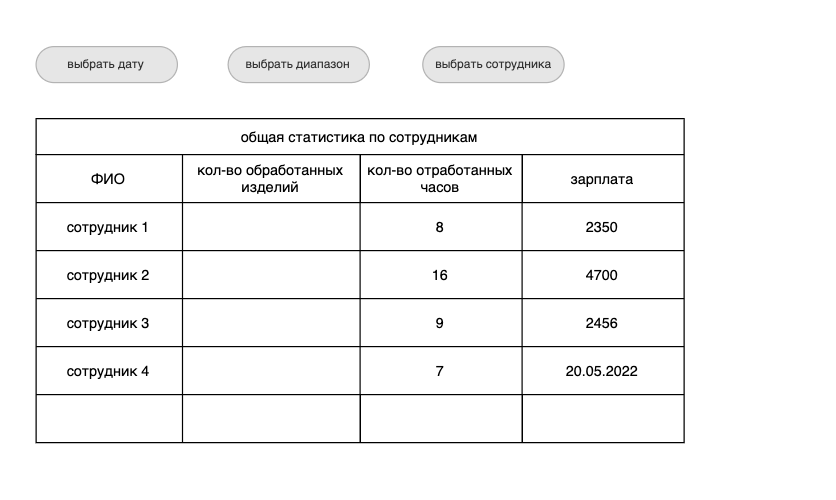 выбрать дату
выбрать диапазон
выбрать сотрудника
общая статистика по сотрудникам
ФИО
кол-во обработанных
изделий
кол-во отработанных
часов
зарплата
сотрудник 1
8
2350
сотрудник 2
16
4700
сотрудник 3
9
2456
сотрудник 4
7
20.05.2022